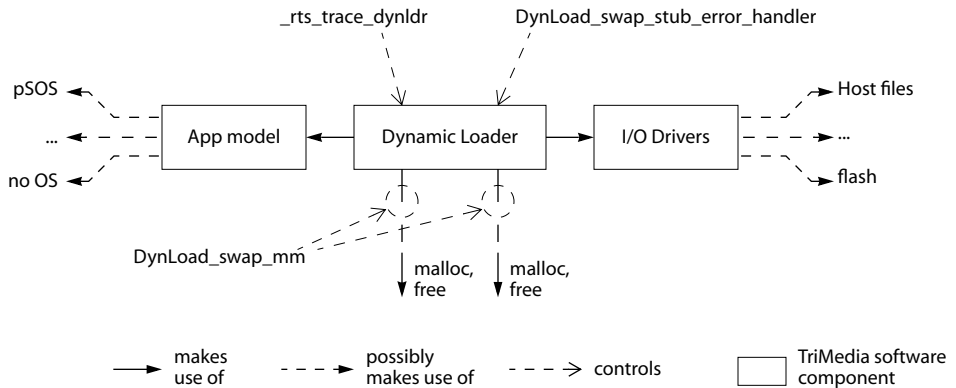 _rts_trace_dynldr
DynLoad_swap_stub_error_handler
pSOS
Host files
...
App model
Dynamic Loader
I/O Drivers
...
no OS
flash
DynLoad_swap_mm
malloc,
free
malloc,
free
makes
use of
possibly
makes use of
controls
TriMedia software
component